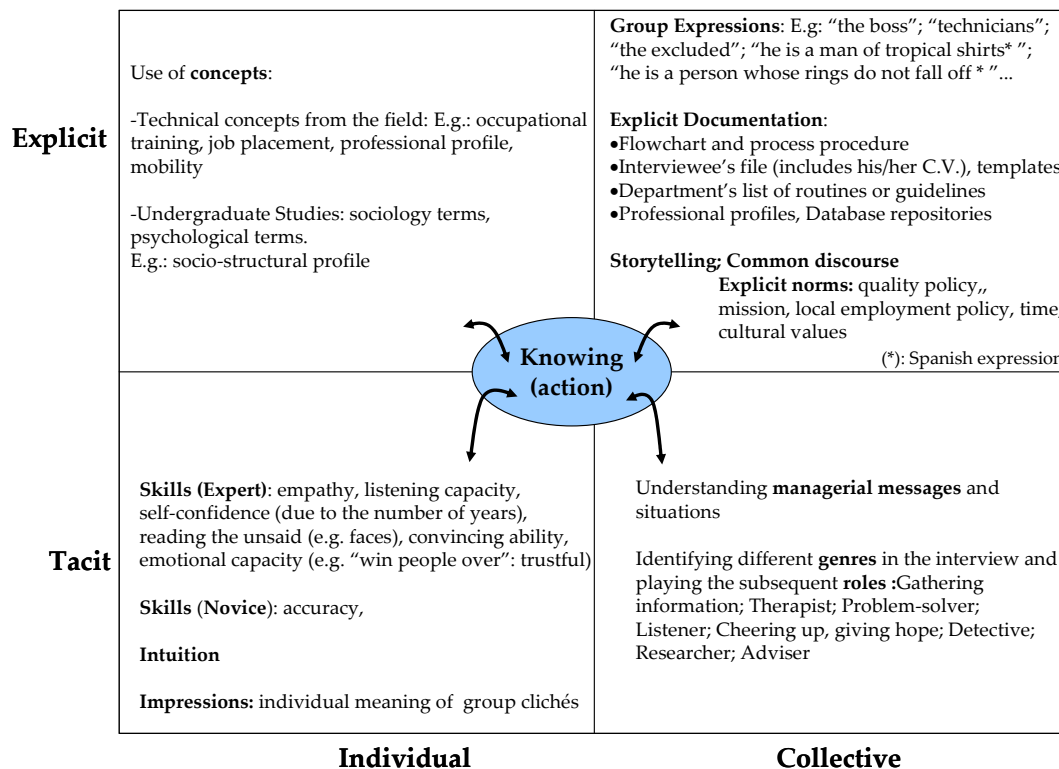 Explicit
Use of concepts:
-Technical concepts from the field: E.g.: occupational
training, job placement, professional profile,
mobility
-Undergraduate Studies: sociology terms,
psychological terms.
E.g.: socio-structural profile
Group Expressions: E.g: “the boss”; “technicians”;
“the excluded”; “he is a man of tropical shirts* ”;
“he is a person whose rings do not fall off * ”...
Explicit Documentation:
•Flowchart and process procedure
•Interviewee’s file (includes his/her C.V.), templates
•Department’s list of routines or guidelines
•Professional profiles, Database repositories
Storytelling; Common discourse
Explicit norms: quality policy,,
mission, local employment policy, time,
cultural values
(*): Spanish expression
Knowing
(action)
Tacit
Skills (Expert): empathy, listening capacity,
self-confidence (due to the number of years),
reading the unsaid (e.g. faces), convincing ability,
emotional capacity (e.g. “win people over”: trustful)
Skills (Novice): accuracy,
Intuition
Impressions: individual meaning of group clichés
Understanding managerial messages and
situations
Identifying different genres in the interview and
playing the subsequent roles :Gathering
information; Therapist; Problem-solver;
Listener; Cheering up, giving hope; Detective;
Researcher; Adviser
Individual
Collective